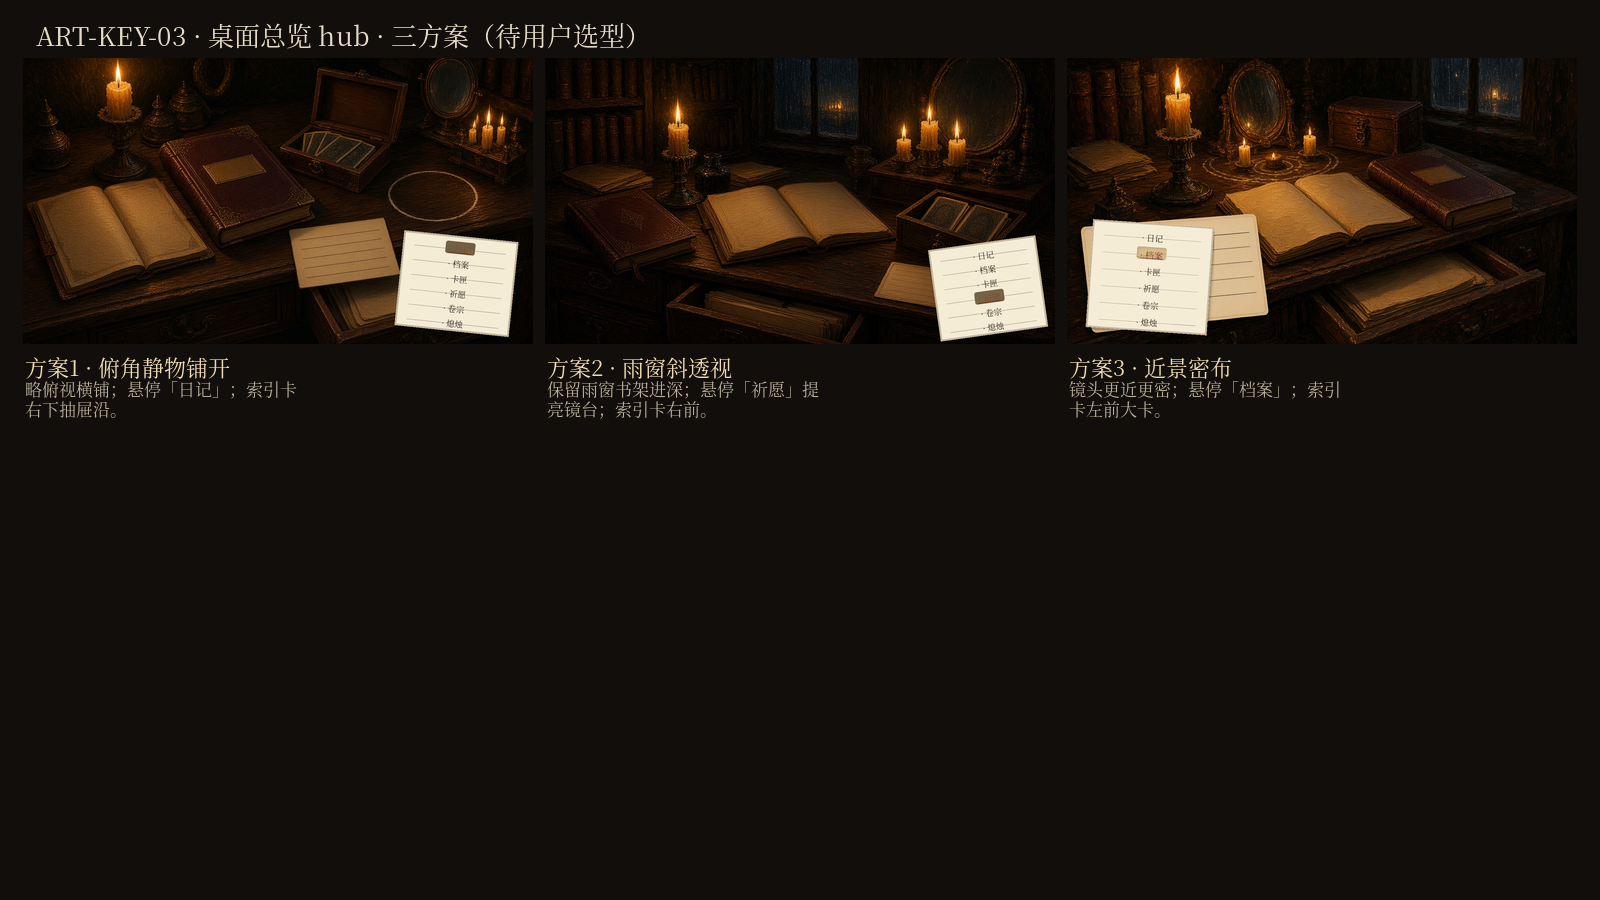 ART-KEY-03 · 桌面总览 hub · 三方案（待用户选型）
· 档案
· 卡匣
· 祈愿
· 卷宗
· 熄烛
· 日记
· 档案
· 卡匣
· 卷宗
· 熄烛
· 日记
· 档案
· 卡匣
· 祈愿
· 卷宗
· 熄烛
方案1 · 俯角静物铺开
略俯视横铺；悬停「日记」；索引卡
右下抽屉沿。
方案2 · 雨窗斜透视
保留雨窗书架进深；悬停「祈愿」提
亮镜台；索引卡右前。
方案3 · 近景密布
镜头更近更密；悬停「档案」；索引
卡左前大卡。